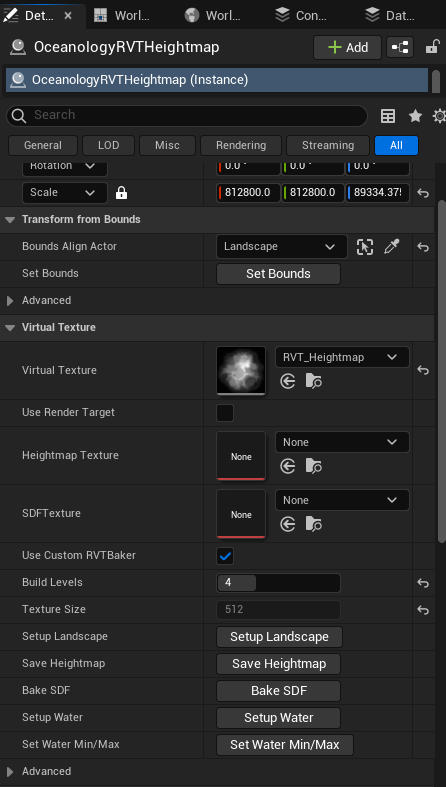 Det... × Worl... Worl... Con... Dat...
OceanologyRVTHeightmap + Add
OceanologyRVTHeightmap (Instance)
Search
General LOD Misc Rendering Streaming All
Rotation 0.0 ° 0.0 ° 0.0 °
Scale 812800.0 812800.0 89334.375
Transform from Bounds
Bounds Align Actor Landscape
Set Bounds Set Bounds
Advanced
Virtual Texture
Virtual Texture RVT_Heightmap
Use Render Target
Heightmap Texture None None
SDFTexture None None
Use Custom RVTBaker
Build Levels 4
Texture Size 512
Setup Landscape Setup Landscape
Save Heightmap Save Heightmap
Bake SDF Bake SDF
Setup Water Setup Water
Set Water Min/Max Set Water Min/Max
Advanced